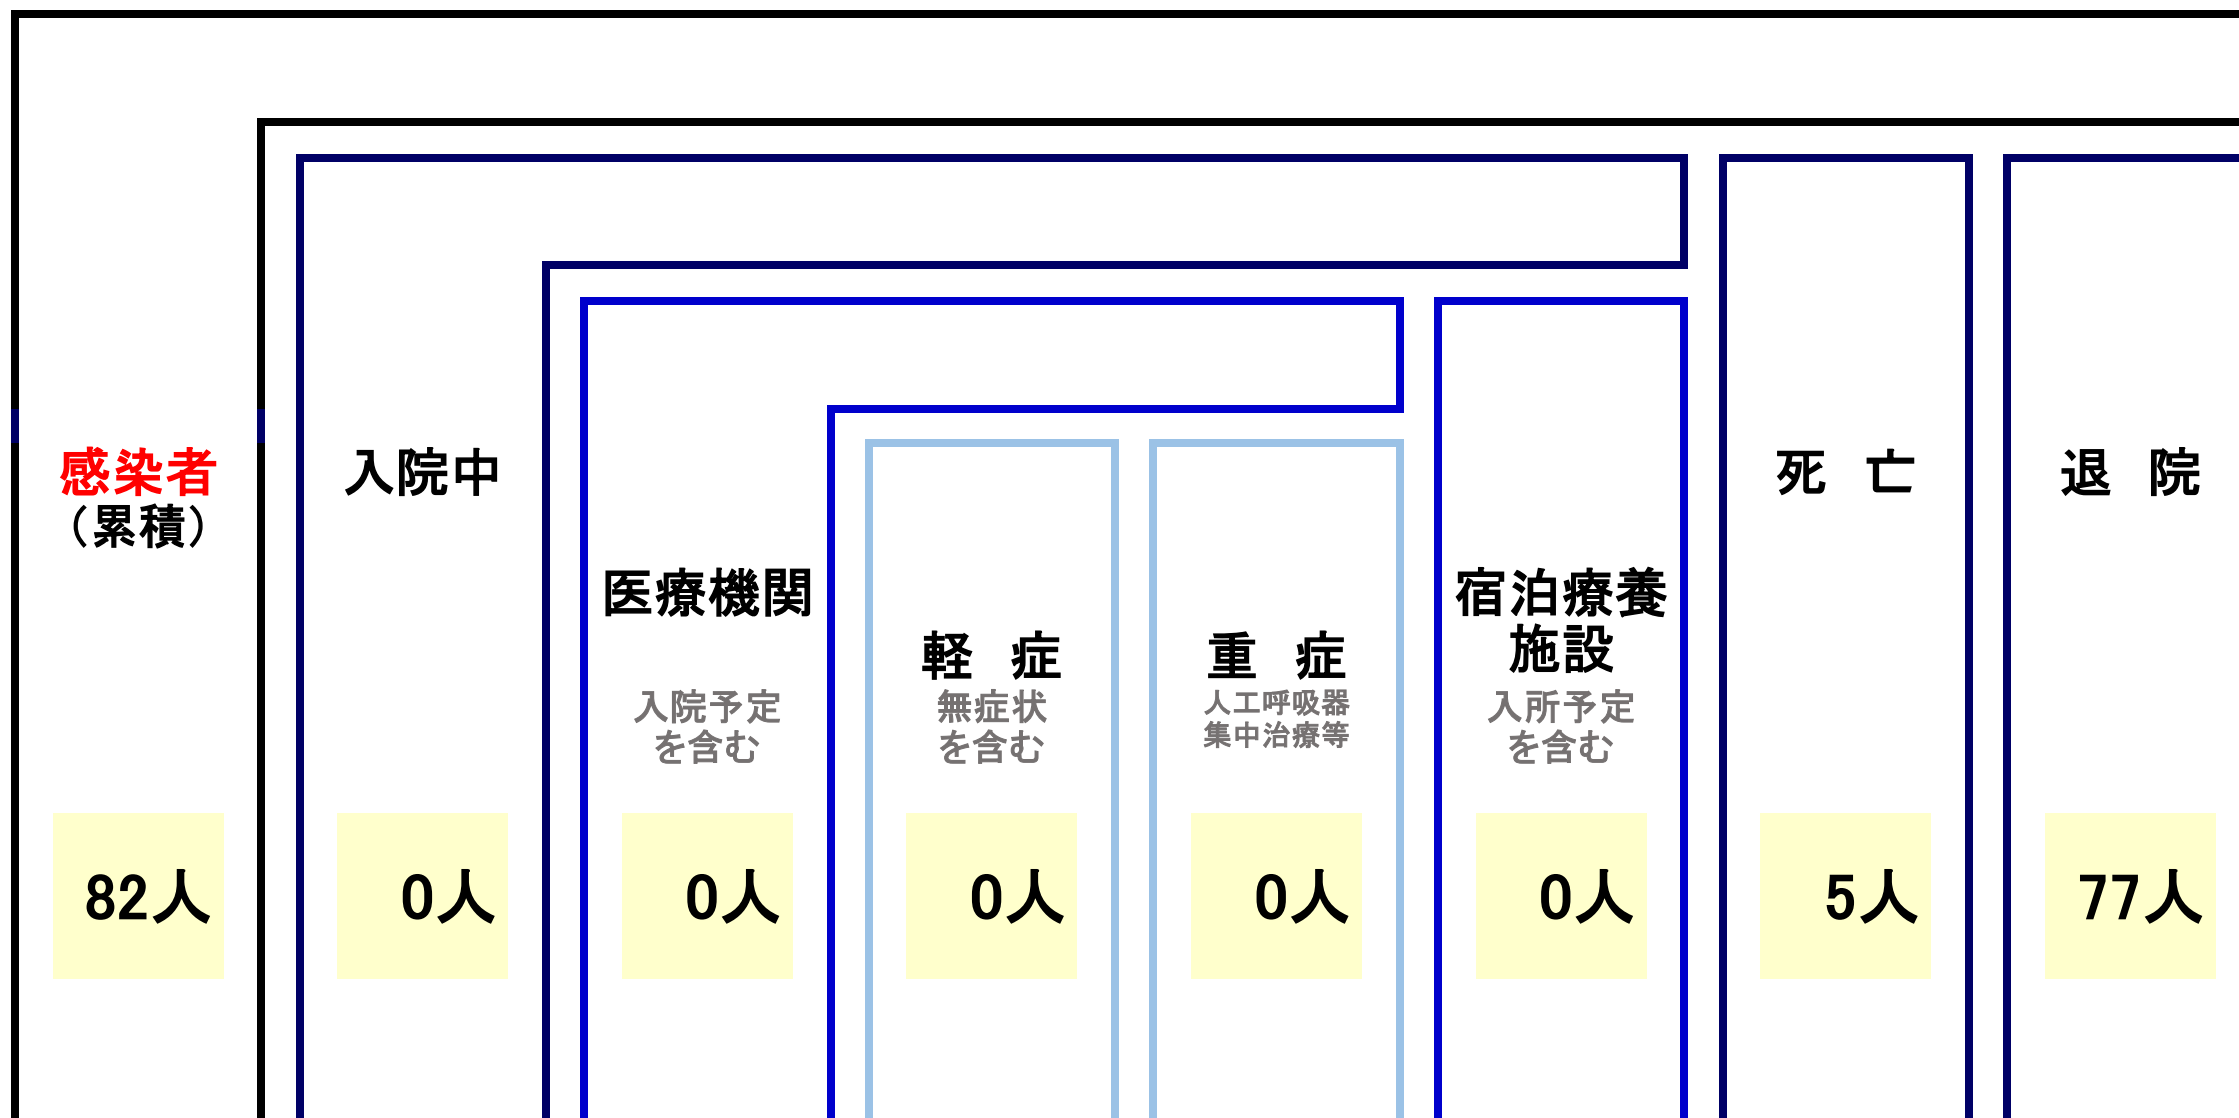 感染者
（累積）
82人
入院中
0人
医療機関
入院予定
を含む
0人
軽 症
無症状
を含む
0人
重 症
人工呼吸器
集中治療等
0人
宿泊療養
施設
入所予定
を含む
0人
死 亡
5人
退 院
77人